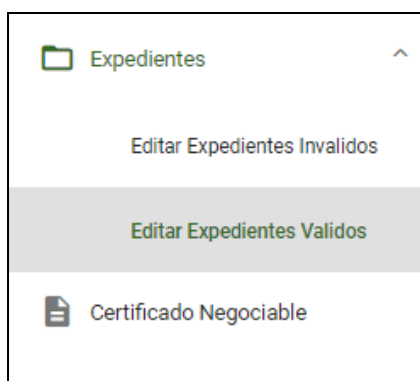 Expedientes
Editar Expedientes Invalidos
Editar Expedientes Validos
Certificado Negociable